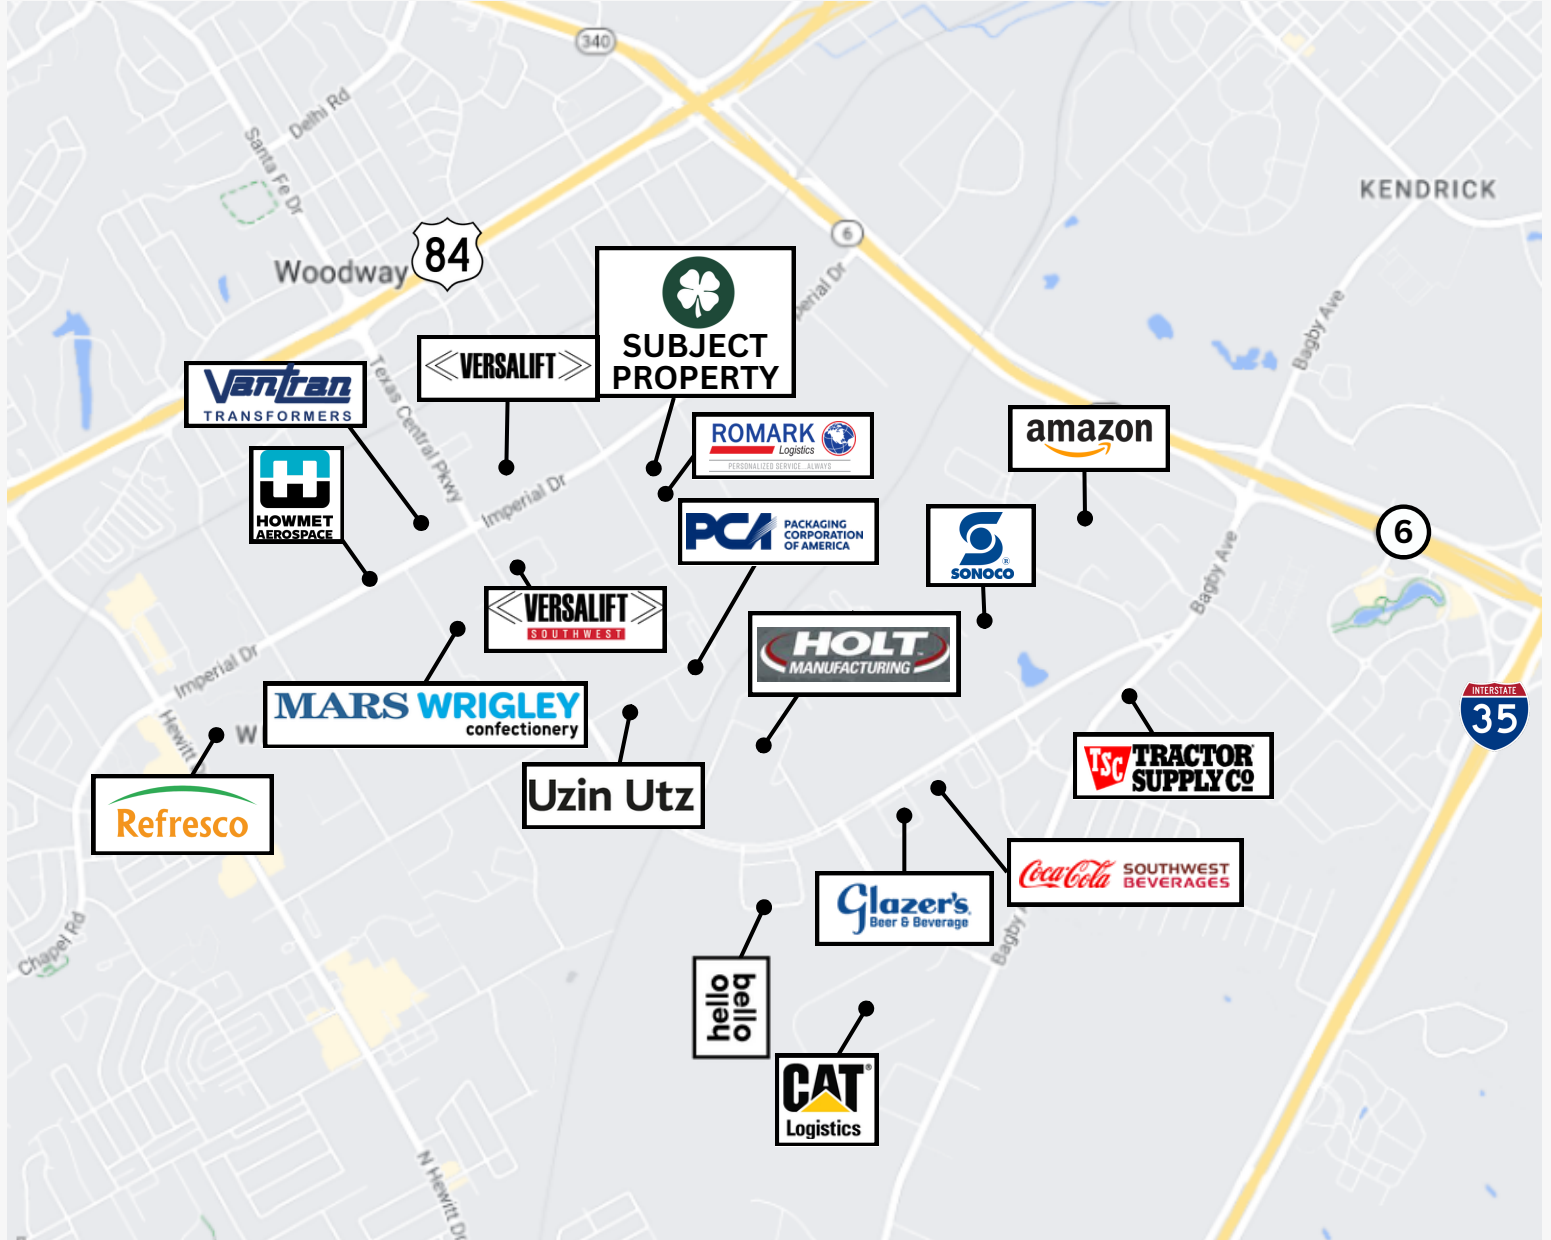 340
Delhi Rd
Santa Fe Dr
KENDRICK
6
84
Woodway
Imperial Dr
Bagby Ave
SUBJECT
PROPERTY
VERSALIFT
VanTran
TRANSFORMERS
Texas Central Pkwy
ROMARK
Logistics
PERSONALIZED SERVICE...ALWAYS
amazon
HOWMET
AEROSPACE
Imperial Dr
PCA
PACKAGING
CORPORATION
OF AMERICA
SONOCO
®
6
Bagby Ave
VERSALIFT
SOUTHWEST
HOLT
MANUFACTURING
Imperial Dr
MARS WRIGLEY
confectionery
INTERSTATE
35
Hewitt D
W
TSC
TRACTOR
SUPPLY CO
Refresco
Uzin Utz
Coca-Cola
SOUTHWEST
BEVERAGES
Glazer's
Beer & Beverage
Bagby A
Chapel Rd
hello
bello
CAT
®
Logistics
N Hewitt Dr